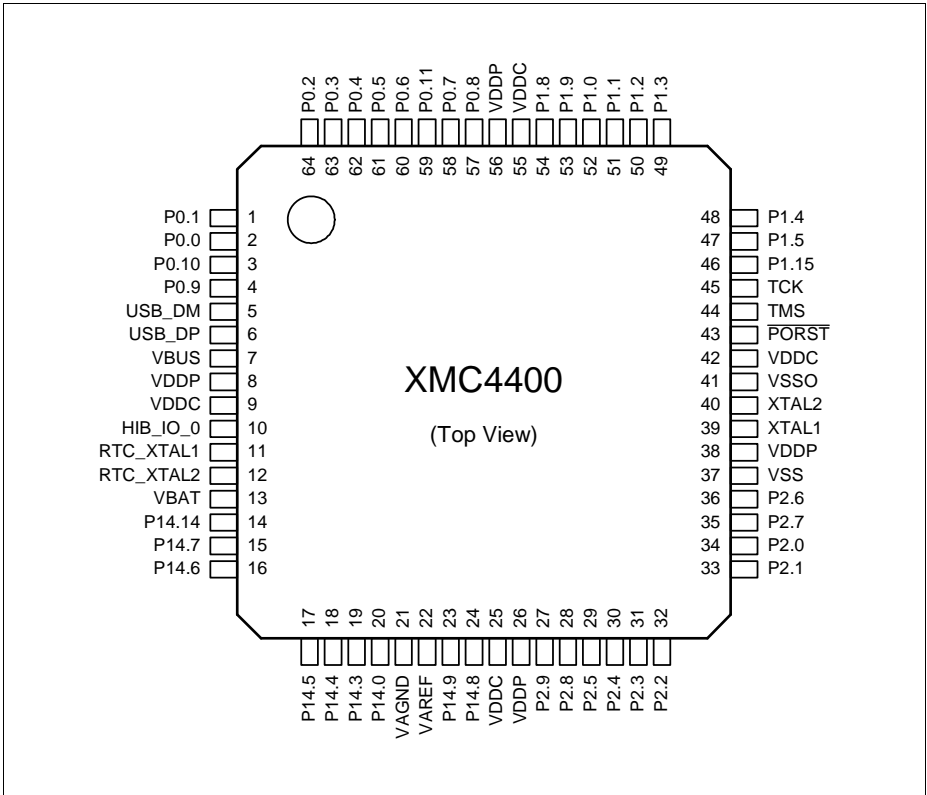 P0.2 P0.3 P0.4 P0.5 P0.6 P0.11 P0.7 P0.8 VDDP VDDC P1.8 P1.9 P1.0 P1.1 P1.2 P1.3
64 63 62 61 60 59 58 57 56 55 54 53 52 51 50 49
P0.1 1 48 P1.4
P0.0 2 47 P1.5
P0.10 3 46 P1.15
P0.9 4 45 TCK
USB_DM 5 44 TMS
USB_DP 6 43 PORST
VBUS 7 42 VDDC
VDDP 8 41 VSSO
XMC4400
VDDC 9 40 XTAL2
HIB_IO_0 10 39 XTAL1
(Top View)
RTC_XTAL1 11 38 VDDP
RTC_XTAL2 12 37 VSS
VBAT 13 36 P2.6
P14.14 14 35 P2.7
P14.7 15 34 P2.0
P14.6 16 33 P2.1
17 18 19 20 21 22 23 24 25 26 27 28 29 30 31 32
P14.5 P14.4 P14.3 P14.0 VAGND VAREF P14.9 P14.8 VDDC VDDP P2.9 P2.8 P2.5 P2.4 P2.3 P2.2